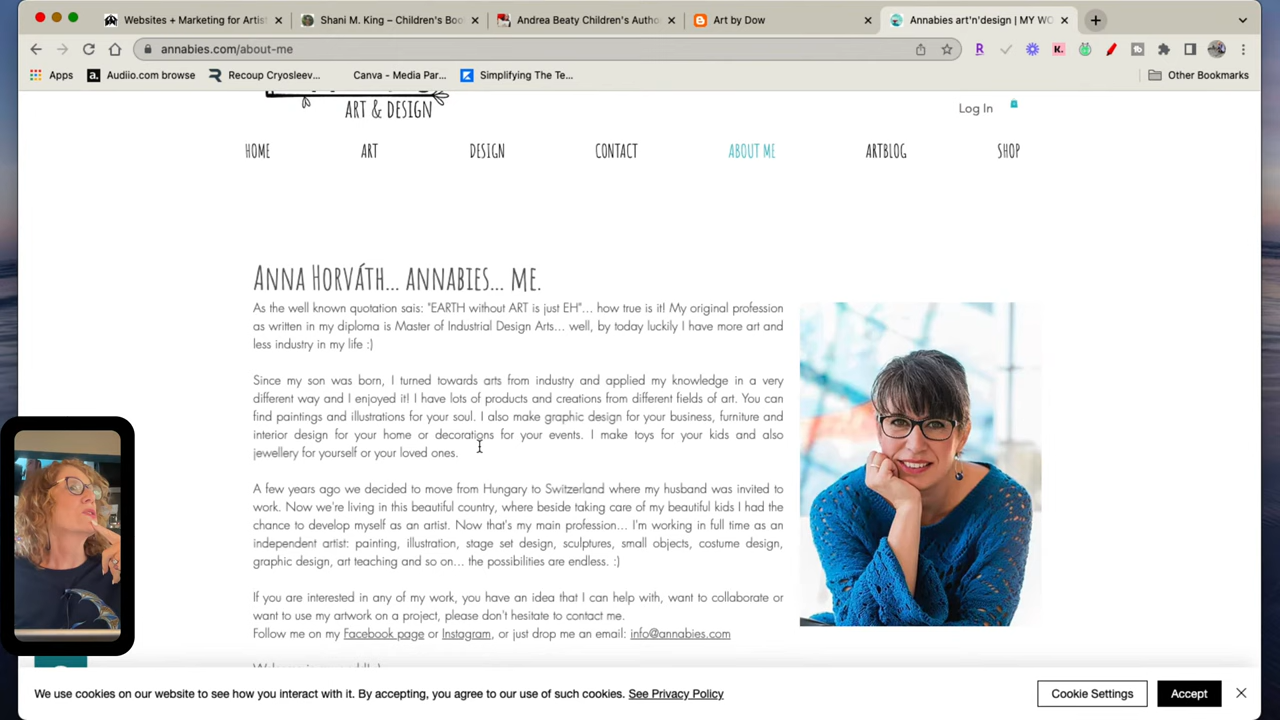 Websites + Marketing for Artis
Shani M. King – Children's Boo
Andrea Beaty Children's Autho
Art by Dow
Annabies art'n'design | MY WO
annabies.com/about-me
Apps
Audiio.com browse
Recoup Cryosleev...
Canva - Media Par...
Simplifying The Te...
Other Bookmarks
ART & DESIGN
Log In
HOME
ART
DESIGN
CONTACT
ABOUT ME
ARTBLOG
SHOP
ANNA HORVÁTH... ANNABIES... ME.
As the well known quotation sais: "EARTH without ART is just EH"... how true is it! My original profession
as written in my diploma is Master of Industrial Design Arts... well, by today luckily I have more art and
less industry in my life :)
Since my son was born, I turned towards arts from industry and applied my knowledge in a very
different way and I enjoyed it! I have lots of products and creations from different fields of art. You can
find paintings and illustrations for your soul. I also make graphic design for your business, furniture and
interior design for your home or decorations for your events. I make toys for your kids and also
jewellery for yourself or your loved ones.
A few years ago we decided to move from Hungary to Switzerland where my husband was invited to
work. Now we're living in this beautiful country, where beside taking care of my beautiful kids I had the
chance to develop myself as an artist. Now that's my main profession... I'm working in full time as an
independent artist: painting, illustration, stage set design, sculptures, small objects, costume design,
graphic design, art teaching and so on... the possibilities are endless. :)
If you are interested in any of my work, you have an idea that I can help with, want to collaborate or
want to use my artwork on a project, please don't hesitate to contact me.
Follow me on my Facebook page or Instagram, or just drop me an email: info@annabies.com
We use cookies on our website to see how you interact with it. By accepting, you agree to our use of such cookies. See Privacy Policy
Cookie Settings
Accept